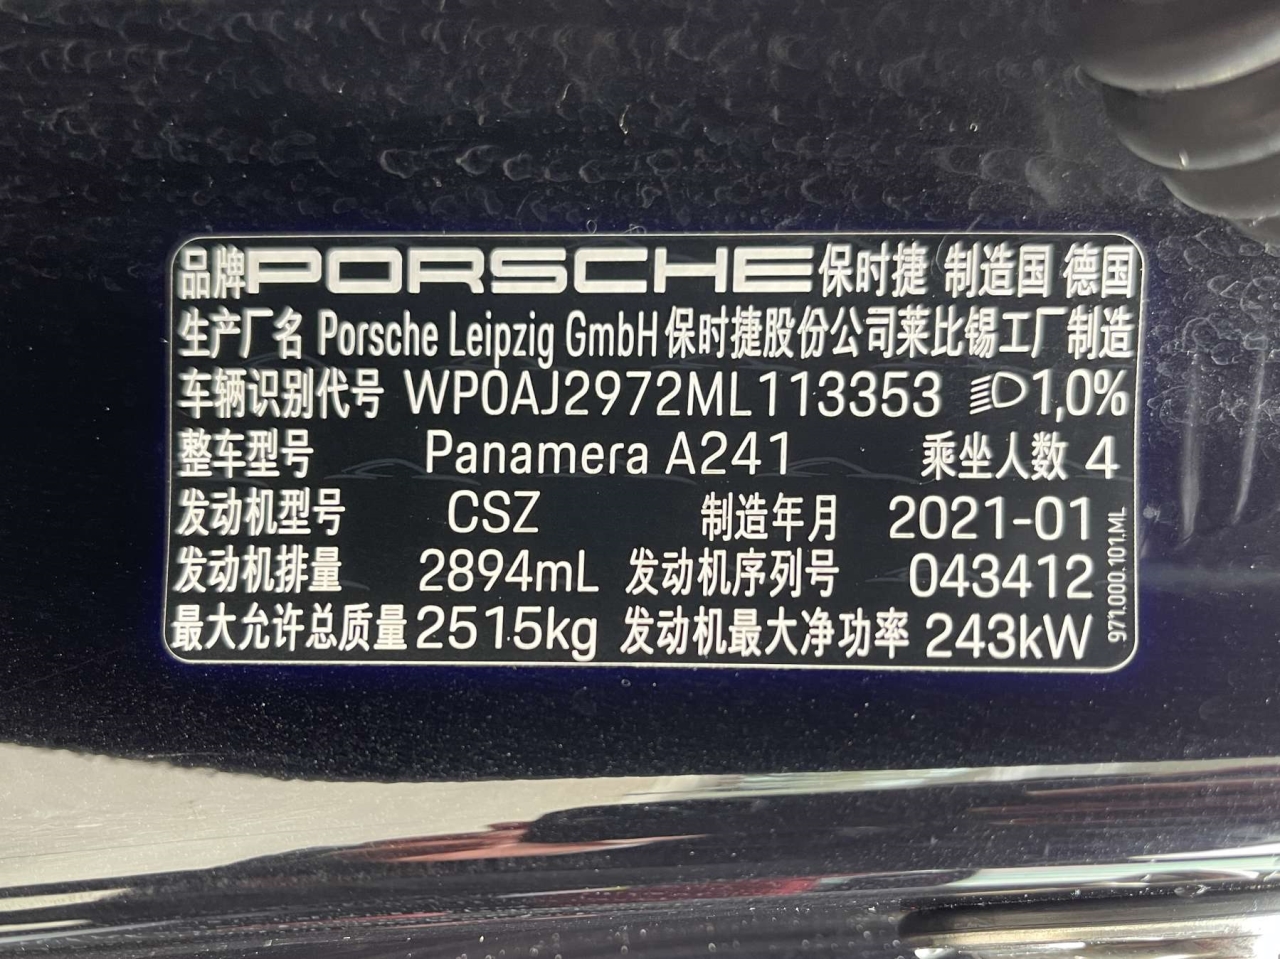 品牌PORSCHE保时捷 制造国 德国
生产厂名 Porsche Leipzig GmbH保时捷股份公司莱比锡工厂制造
车辆识别代号 WP0AJ2972ML113353 1,0%
整车型号 Panamera A241 乘坐人数 4
发动机型号 CSZ 制造年月 2021-01
发动机排量 2894mL 发动机序列号 043412
最大允许总质量 2515kg 发动机最大净功率 243kW
971.000.101.ML